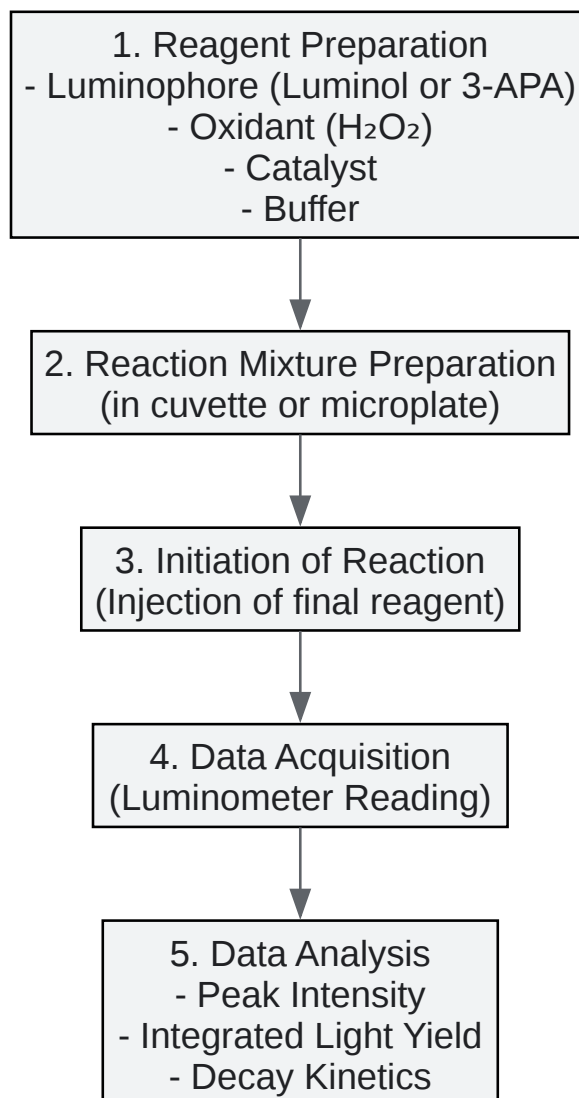 1. Reagent Preparation
- Luminophore (Luminol or 3-APA)
- Oxidant (H₂O₂)
- Catalyst
- Buffer
2. Reaction Mixture Preparation
(in cuvette or microplate)
3. Initiation of Reaction
(Injection of final reagent)
4. Data Acquisition
(Luminometer Reading)
5. Data Analysis
- Peak Intensity
- Integrated Light Yield
- Decay Kinetics